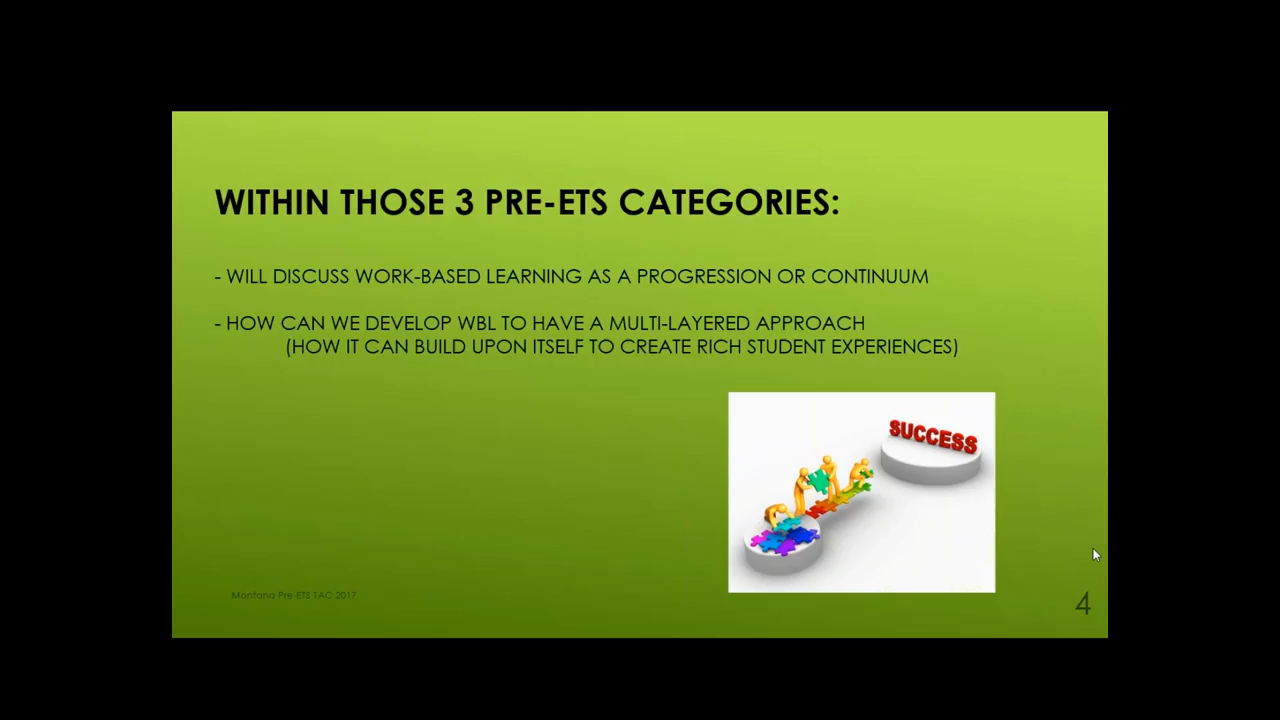 WITHIN THOSE 3 PRE-ETS CATEGORIES:
- WILL DISCUSS WORK-BASED LEARNING AS A PROGRESSION OR CONTINUUM
- HOW CAN WE DEVELOP WBL TO HAVE A MULTI-LAYERED APPROACH
(HOW IT CAN BUILD UPON ITSELF TO CREATE RICH STUDENT EXPERIENCES)
SUCCESS
Montana Pre-ETS TAC 2017
4